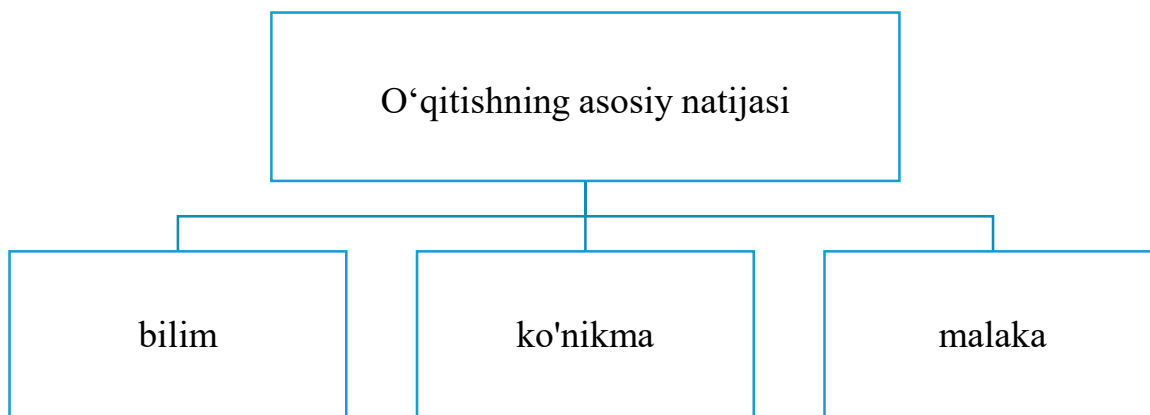 O‘qitishning asosiy natijasi
bilim
ko'nikma
malaka